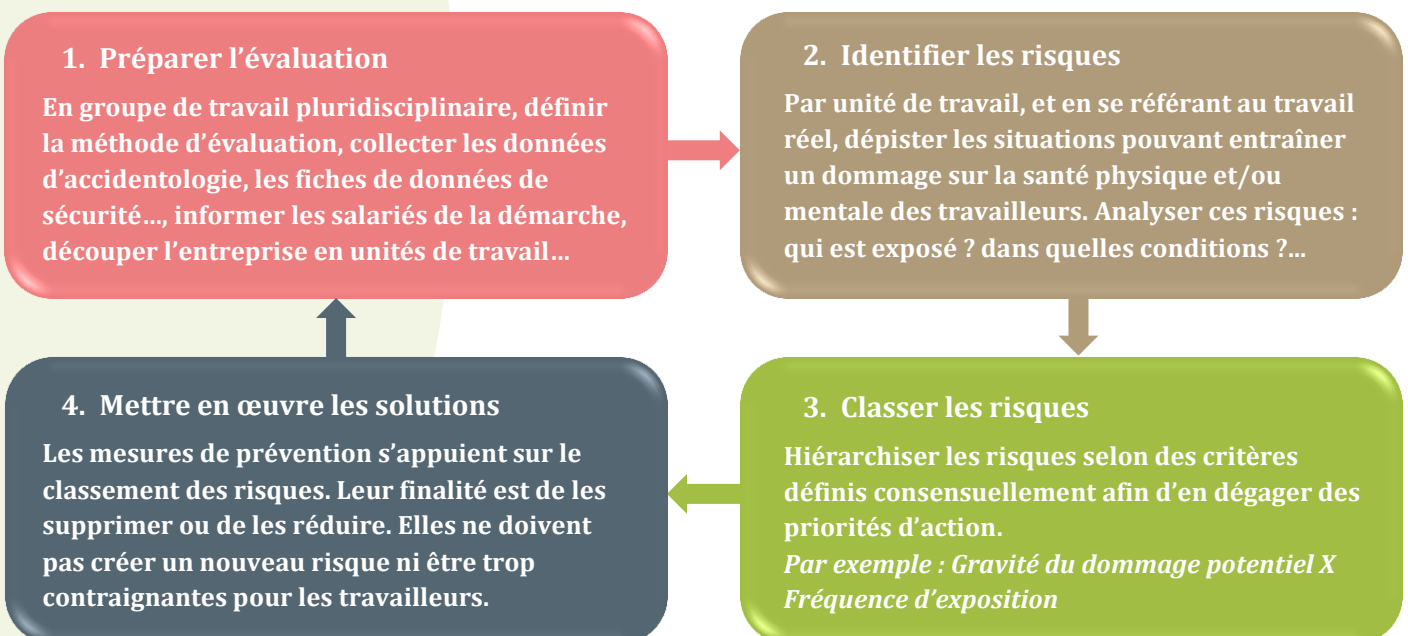 1. Préparer l’évaluation
En groupe de travail pluridisciplinaire, définir
la méthode d’évaluation, collecter les données
d’accidentologie, les fiches de données de
sécurité…, informer les salariés de la démarche,
découper l’entreprise en unités de travail…
2. Identifier les risques
Par unité de travail, et en se référant au travail
réel, dépister les situations pouvant entraîner
un dommage sur la santé physique et/ou
mentale des travailleurs. Analyser ces risques :
qui est exposé ? dans quelles conditions ?...
3. Classer les risques
Hiérarchiser les risques selon des critères
définis consensuellement afin d’en dégager des
priorités d’action.
Par exemple : Gravité du dommage potentiel X
Fréquence d’exposition
4. Mettre en œuvre les solutions
Les mesures de prévention s’appuient sur le
classement des risques. Leur finalité est de les
supprimer ou de les réduire. Elles ne doivent
pas créer un nouveau risque ni être trop
contraignantes pour les travailleurs.